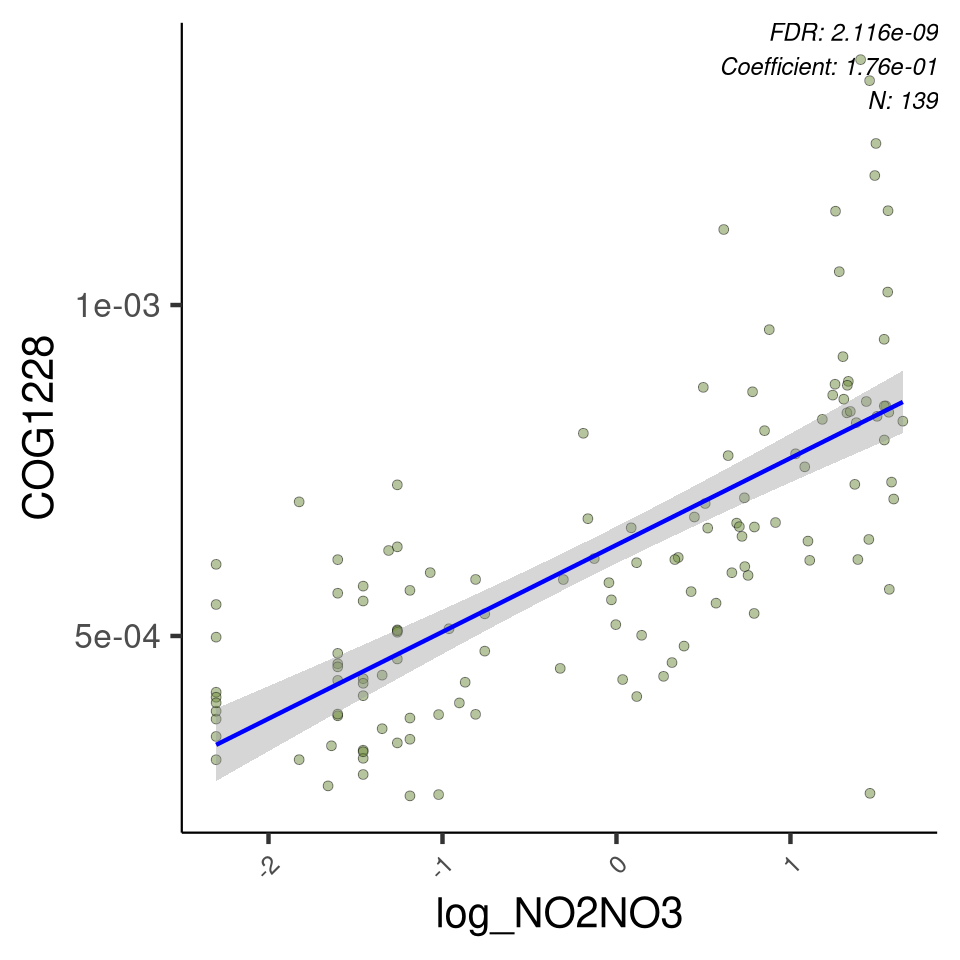 FDR: 2.116e-09
Coefficient: 1.76e-01
N: 139
COG1228
1e-03
5e-04
-2
-1
0
1
log_NO2NO3